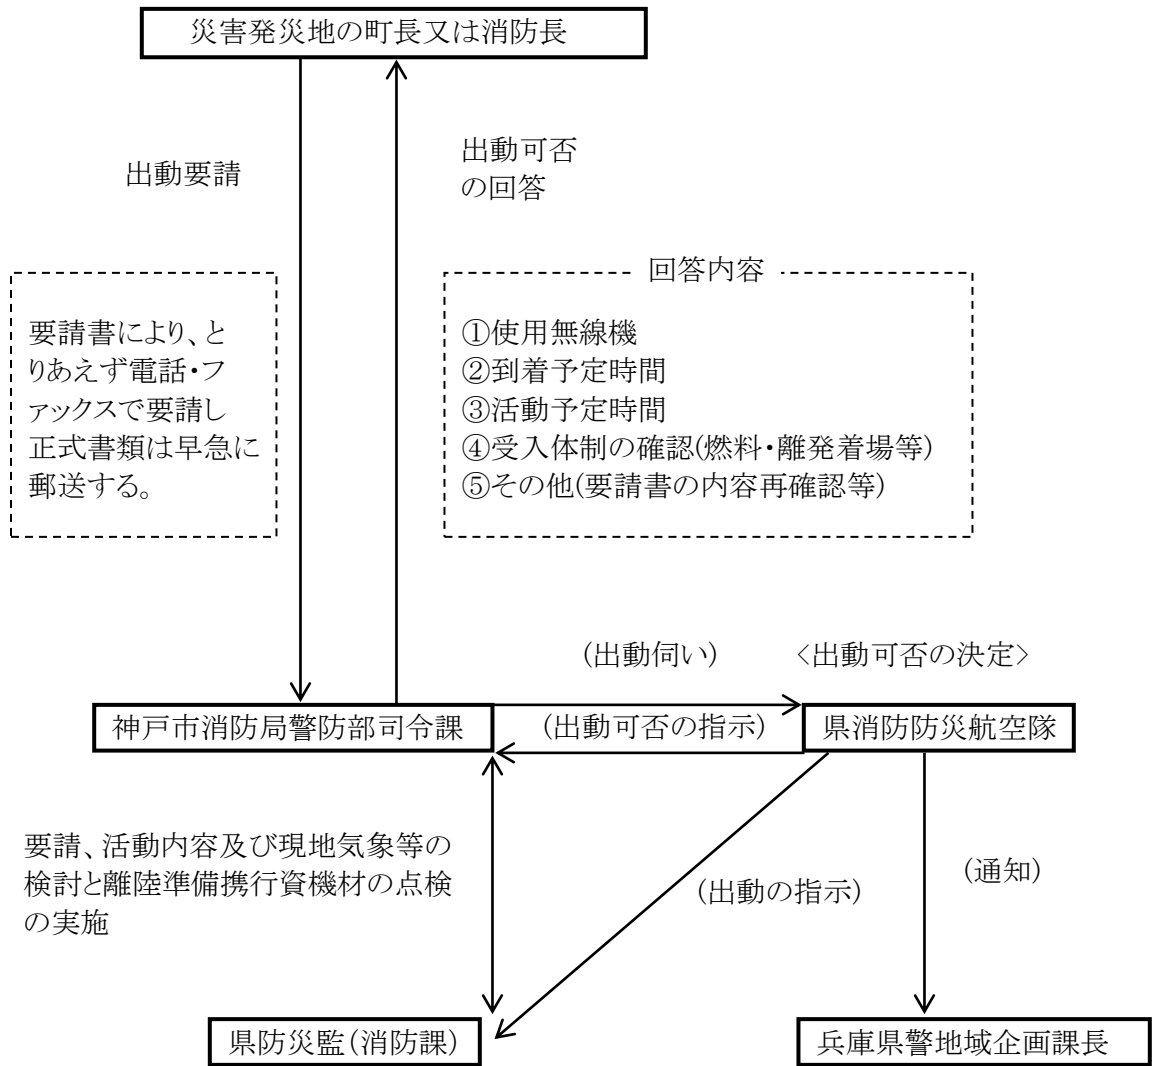 災害発災地の町長又は消防長
出動要請
出動可否
の回答
要請書により、と
りあえず電話・フ
ァックスで要請し
正式書類は早急に
郵送する。
回答内容
①使用無線機
②到着予定時間
③活動予定時間
④受入体制の確認(燃料・離発着場等)
⑤その他(要請書の内容再確認等)
(出動伺い)
<出動可否の決定>
神戸市消防局警防部司令課
(出動可否の指示)
県消防防災航空隊
要請、活動内容及び現地気象等の
検討と離陸準備携行資機材の点検
の実施
(出動の指示)
(通知)
県防災監(消防課)
兵庫県警地域企画課長